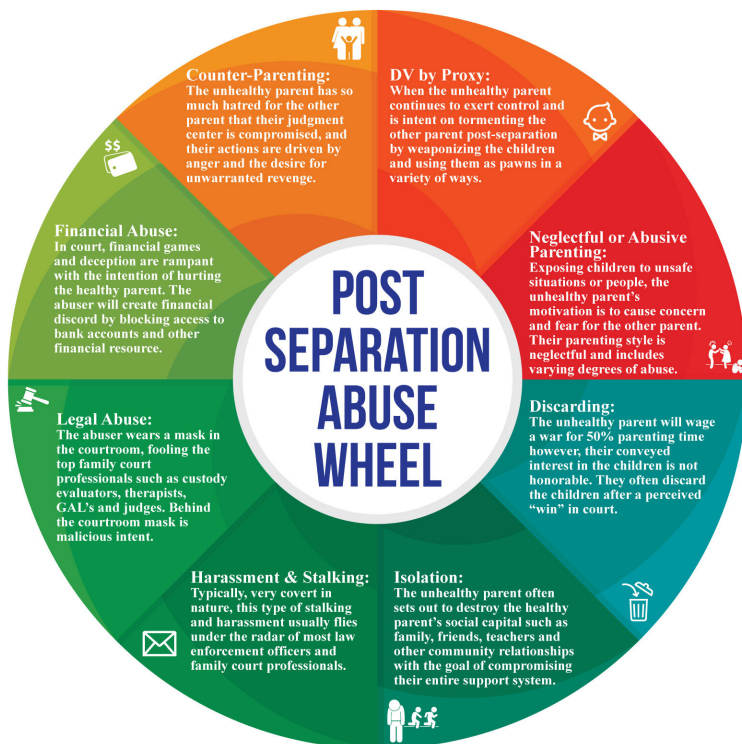 POST
SEPARATION
ABUSE
WHEEL
Counter-Parenting:
The unhealthy parent has so
much hatred for the other
parent that their judgment
center is compromised, and
their actions are driven by
anger and the desire for
unwarranted revenge.
DV by Proxy:
When the unhealthy parent
continues to exert control and
is intent on tormenting the
other parent post-separation
by weaponizing the children
and using them as pawns in a
variety of ways.
Neglectful or Abusive
Parenting:
Exposing children to unsafe
situations or people, the
unhealthy parent’s
motivation is to cause concern
and fear for the other parent.
Their parenting style is
neglectful and includes
varying degrees of abuse.
Discarding:
The unhealthy parent will wage
a war for 50% parenting time
however, their conveyed
interest in the children is not
honorable. They often discard
the children after a perceived
“win” in court.
Isolation:
The unhealthy parent often
sets out to destroy the healthy
parent’s social capital such as
family, friends, teachers and
other community relationships
with the goal of compromising
their entire support system.
Harassment & Stalking:
Typically, very covert in
nature, this type of stalking
and harassment usually flies
under the radar of most law
enforcement officers and
family court professionals.
Legal Abuse:
The abuser wears a mask in
the courtroom, fooling the
top family court
professionals such as custody
evaluators, therapists,
GAL’s and judges. Behind
the courtroom mask is
malicious intent.
$$
Financial Abuse:
In court, financial games
and deception are rampant
with the intention of hurting
the healthy parent. The
abuser will create financial
discord by blocking access to
bank accounts and other
financial resource.